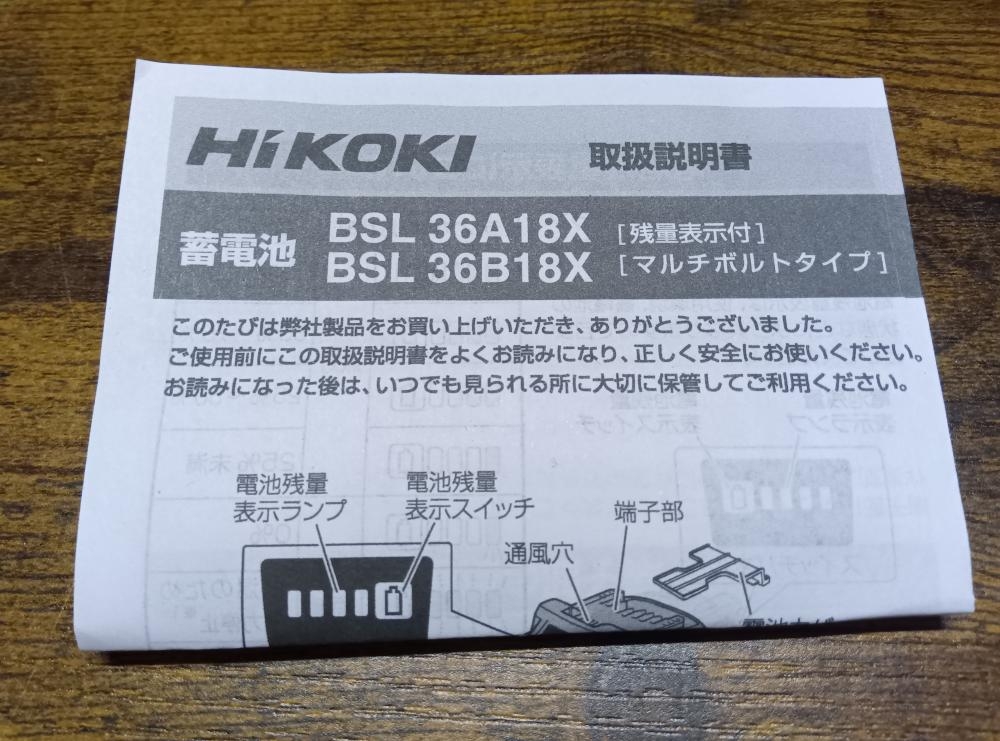 HiKOKI 取扱説明書
蓄電池
BSL 36A18X [残量表示付]
BSL 36B18X [マルチボルトタイプ]
このたびは弊社製品をお買い上げいただき、ありがとうございました。
ご使用前にこの取扱説明書をよくお読みになり、正しく安全にお使いください。
お読みになった後は、いつでも見られる所に大切に保管してご利用ください。
電池残量
表示ランプ
電池残量
表示スイッチ
端子部
通風穴
電池カバ